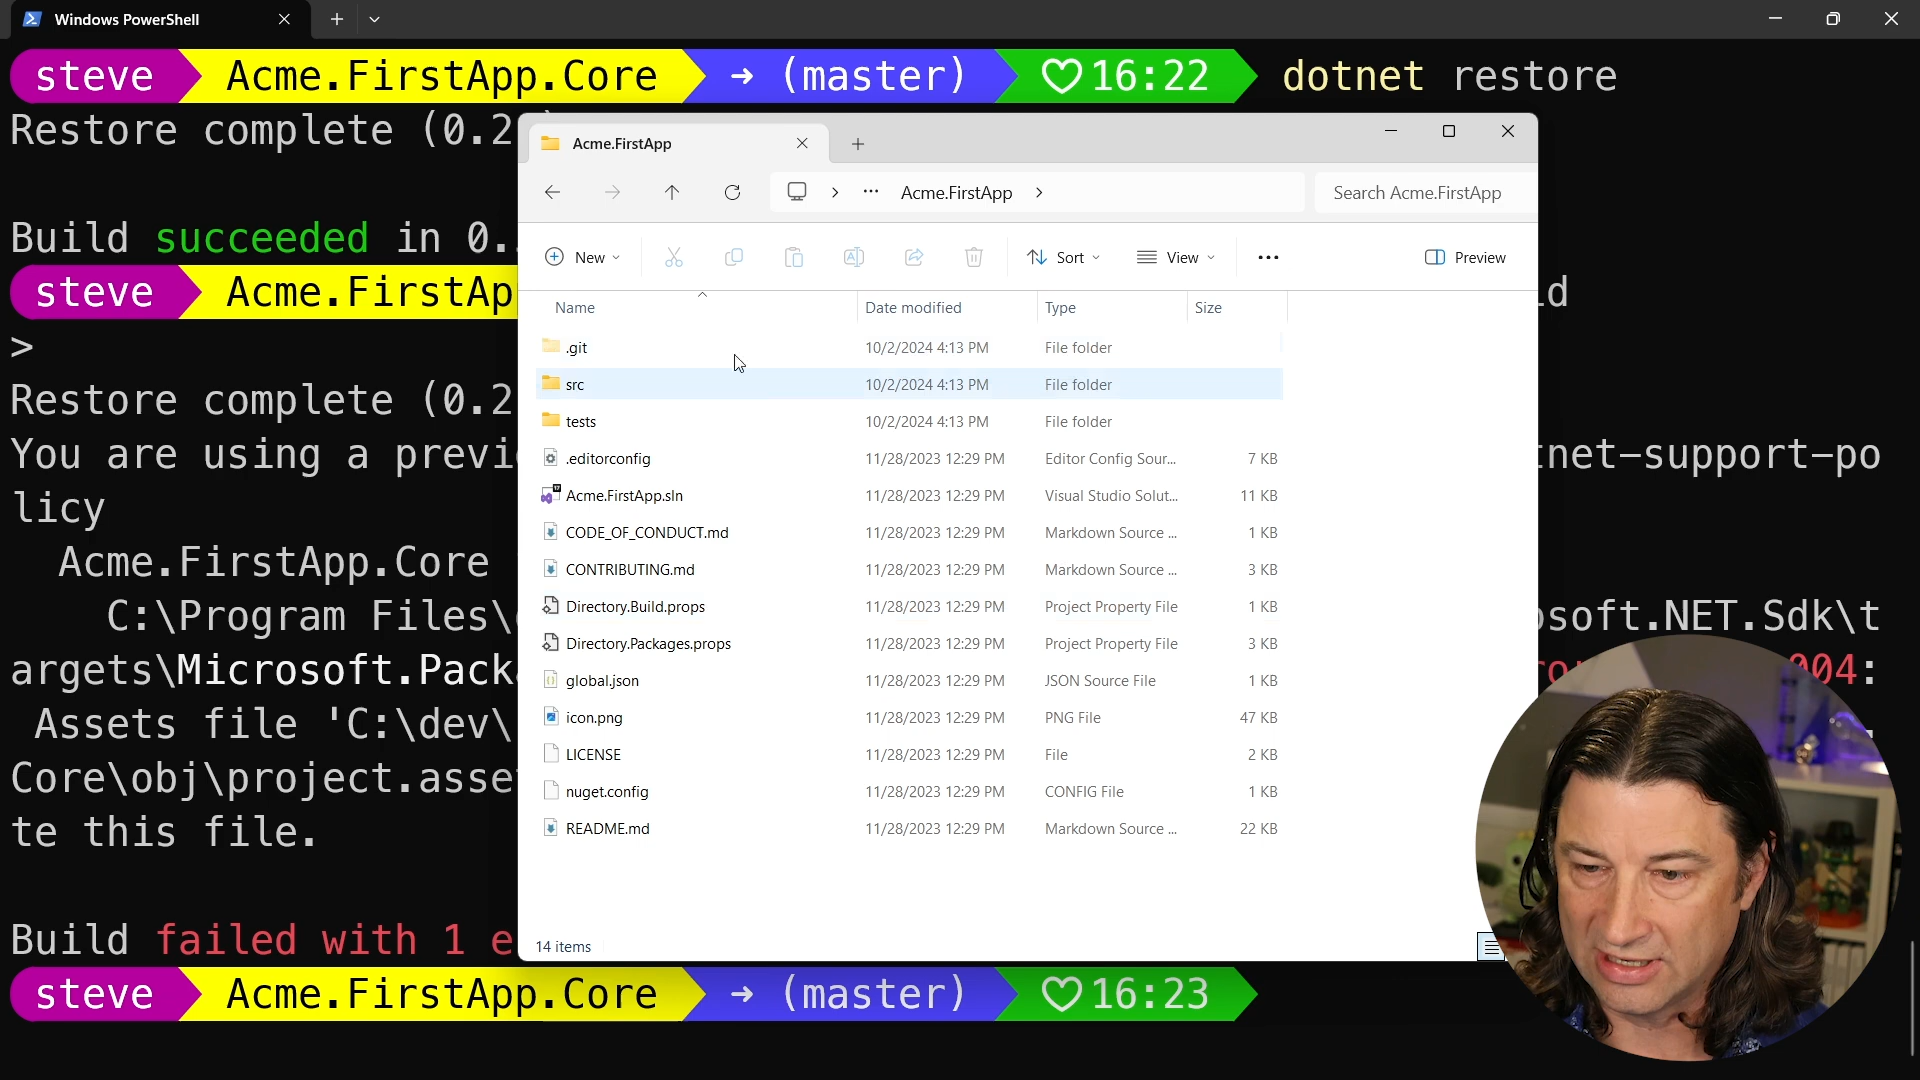 Windows PowerShell
steve Acme.FirstApp.Core → (master) ♡16:22 dotnet restore
Restore complete (0.2
Build succeeded in 0.
steve Acme.FirstAp
>
Restore complete (0.2
You are using a previ net-support-po
licy
Acme.FirstApp.Core
C:\Program Files\ soft.NET.Sdk\t
argets\Microsoft.Pack 004:
Assets file 'C:\dev\
Core\obj\project.asse
te this file.
Build failed with 1 e
steve Acme.FirstApp.Core → (master) ♡16:23
Acme.FirstApp
Acme.FirstApp
Search Acme.FirstApp
New Sort View ••• Preview
Name Date modified Type Size
.git 10/2/2024 4:13 PM File folder
src 10/2/2024 4:13 PM File folder
tests 10/2/2024 4:13 PM File folder
.editorconfig 11/28/2023 12:29 PM Editor Config Sour... 7 KB
Acme.FirstApp.sln 11/28/2023 12:29 PM Visual Studio Solut... 11 KB
CODE_OF_CONDUCT.md 11/28/2023 12:29 PM Markdown Source ... 1 KB
CONTRIBUTING.md 11/28/2023 12:29 PM Markdown Source ... 3 KB
Directory.Build.props 11/28/2023 12:29 PM Project Property File 1 KB
Directory.Packages.props 11/28/2023 12:29 PM Project Property File 3 KB
global.json 11/28/2023 12:29 PM JSON Source File 1 KB
icon.png 11/28/2023 12:29 PM PNG File 47 KB
LICENSE 11/28/2023 12:29 PM File 2 KB
nuget.config 11/28/2023 12:29 PM CONFIG File 1 KB
README.md 11/28/2023 12:29 PM Markdown Source ... 22 KB
14 items